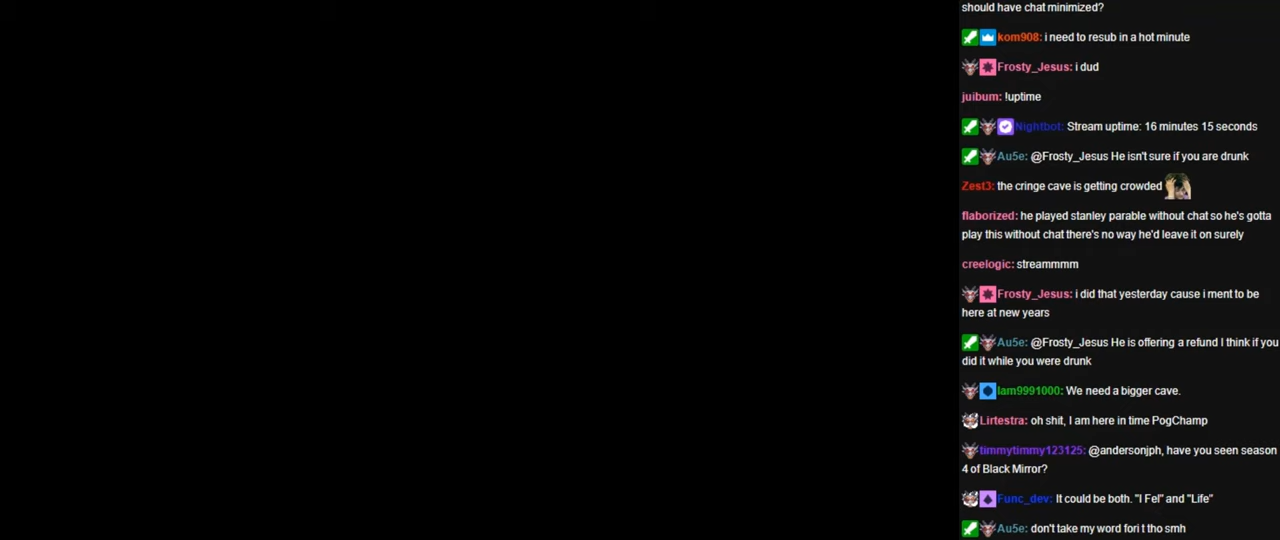 should have chat minimized?
kom908: i need to resub in a hot minute
Frosty_Jesus: i dud
juibum: !uptime
Nightbot: Stream uptime: 16 minutes 15 seconds
Au5e: @Frosty_Jesus He isn't sure if you are drunk
Zest3: the cringe cave is getting crowded
flaborized: he played stanley parable without chat so he's gotta
play this without chat there's no way he'd leave it on surely
creelogic: streammmm
Frosty_Jesus: i did that yesterday cause i ment to be
here at new years
Au5e: @Frosty_Jesus He is offering a refund I think if you
did it while you were drunk
Iam9991000: We need a bigger cave.
Lirtestra: oh shit, I am here in time PogChamp
timmytimmy123125: @andersonjph, have you seen season
4 of Black Mirror?
Func_dev: It could be both. "I Fel" and "Life"
Au5e: don't take my word fori t tho smh